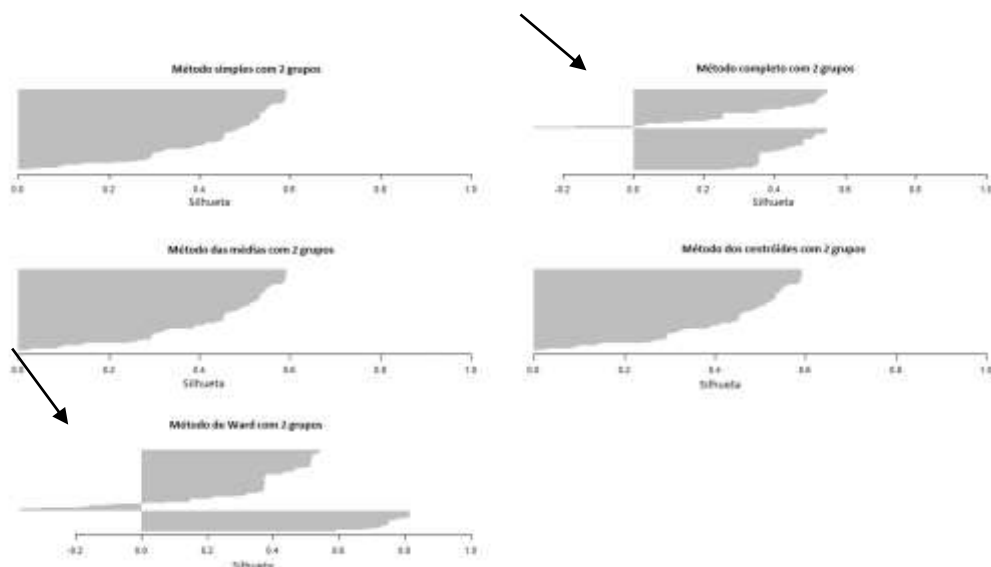 Método simples com 2 grupos
0.0 0.2 0.4 0.6 0.8 1.0
Silhueta
Método completo com 2 grupos
-0.2 0.0 0.2 0.4 0.6 0.8 1.0
Silhueta
Método das médias com 2 grupos
0.0 0.2 0.4 0.6 0.8 1.0
Silhueta
Método dos centróides com 2 grupos
0.0 0.2 0.4 0.6 0.8 1.0
Silhueta
Método de Ward com 2 grupos
-0.2 0.0 0.2 0.4 0.6 0.8 1.0
Silhueta